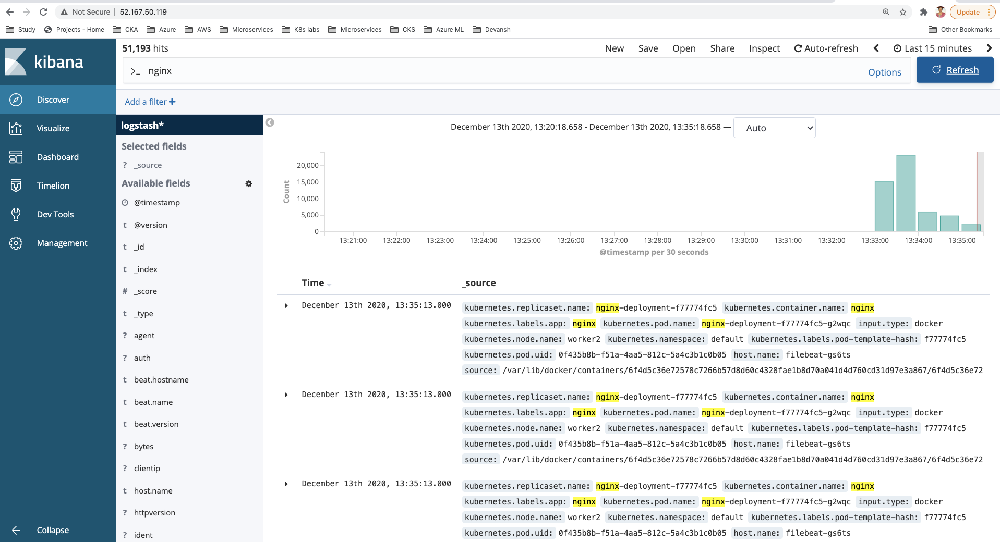 Not Secure | 52.167.50.119
Update
Study Projects - Home CKA Azure AWS Microservices K8s labs Microservices CKS Azure ML Devansh Other Bookmarks
kibana
Discover
Visualize
Dashboard
Timelion
Dev Tools
Management
Collapse
51,193 hits
New Save Open Share Inspect Auto-refresh Last 15 minutes
>_ nginx
Options
Refresh
Add a filter +
logstash*
Selected fields
? _source
Available fields
@timestamp
t @version
t _id
t _index
# _score
t _type
? agent
? auth
t beat.hostname
t beat.name
t beat.version
? bytes
? clientip
t host.name
? httpversion
? ident
December 13th 2020, 13:20:18.658 - December 13th 2020, 13:35:18.658 —
Auto
Count
20,000
15,000
10,000
5,000
0
13:21:00 13:22:00 13:23:00 13:24:00 13:25:00 13:26:00 13:27:00 13:28:00 13:29:00 13:30:00 13:31:00 13:32:00 13:33:00 13:34:00 13:35:00
@timestamp per 30 seconds
Time _source
December 13th 2020, 13:35:13.000
kubernetes.replicaset.name: nginx-deployment-f77774fc5 kubernetes.container.name: nginx
kubernetes.labels.app: nginx kubernetes.pod.name: nginx-deployment-f77774fc5-g2wqc input.type: docker
kubernetes.node.name: worker2 kubernetes.namespace: default kubernetes.labels.pod-template-hash: f77774fc5
kubernetes.pod.uid: 0f435b8b-f51a-4aa5-812c-5a4c3b1c0b05 host.name: filebeat-gs6ts
source: /var/lib/docker/containers/6f4d5c36e72578c7266b57d8d60c4328fae1b8d70a041d4d760cd31d97e3a867/6f4d5c36e72
December 13th 2020, 13:35:13.000
kubernetes.replicaset.name: nginx-deployment-f77774fc5 kubernetes.container.name: nginx
kubernetes.labels.app: nginx kubernetes.pod.name: nginx-deployment-f77774fc5-g2wqc input.type: docker
kubernetes.node.name: worker2 kubernetes.namespace: default kubernetes.labels.pod-template-hash: f77774fc5
kubernetes.pod.uid: 0f435b8b-f51a-4aa5-812c-5a4c3b1c0b05 host.name: filebeat-gs6ts
source: /var/lib/docker/containers/6f4d5c36e72578c7266b57d8d60c4328fae1b8d70a041d4d760cd31d97e3a867/6f4d5c36e72
December 13th 2020, 13:35:13.000
kubernetes.replicaset.name: nginx-deployment-f77774fc5 kubernetes.container.name: nginx
kubernetes.labels.app: nginx kubernetes.pod.name: nginx-deployment-f77774fc5-g2wqc input.type: docker
kubernetes.node.name: worker2 kubernetes.namespace: default kubernetes.labels.pod-template-hash: f77774fc5
kubernetes.pod.uid: 0f435b8b-f51a-4aa5-812c-5a4c3b1c0b05 host.name: filebeat-gs6ts